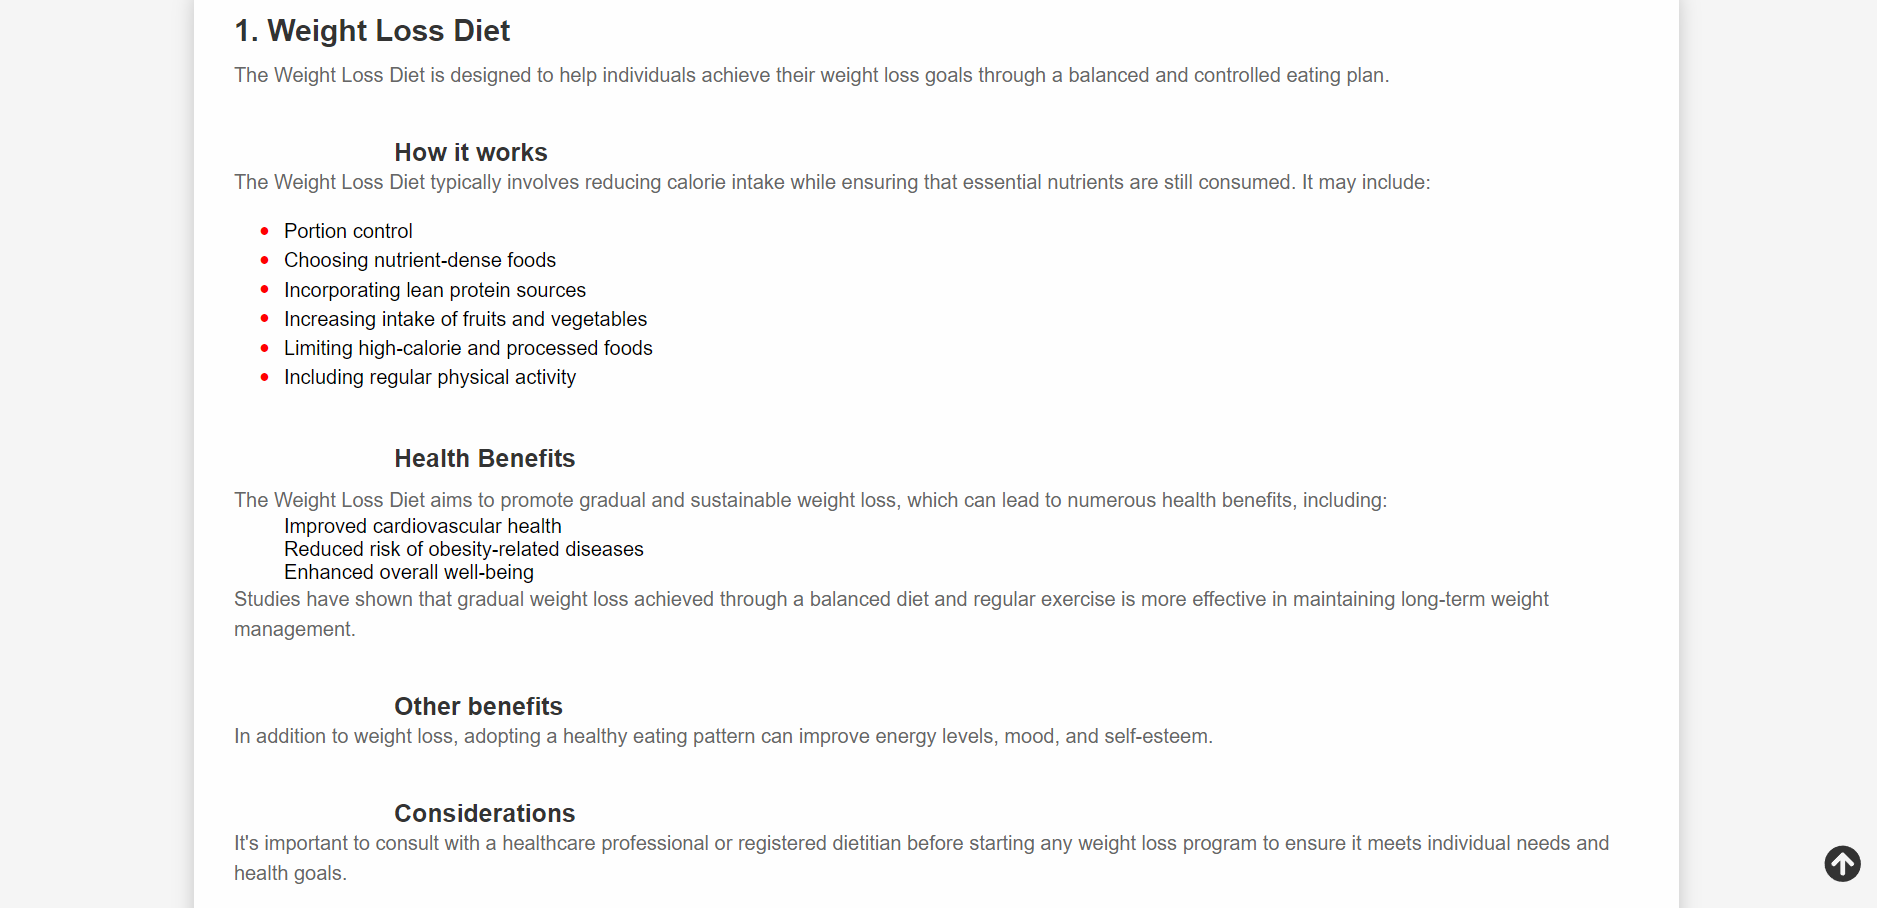 1. Weight Loss Diet
The Weight Loss Diet is designed to help individuals achieve their weight loss goals through a balanced and controlled eating plan.
How it works
The Weight Loss Diet typically involves reducing calorie intake while ensuring that essential nutrients are still consumed. It may include:
Portion control
Choosing nutrient-dense foods
Incorporating lean protein sources
Increasing intake of fruits and vegetables
Limiting high-calorie and processed foods
Including regular physical activity
Health Benefits
The Weight Loss Diet aims to promote gradual and sustainable weight loss, which can lead to numerous health benefits, including:
Improved cardiovascular health
Reduced risk of obesity-related diseases
Enhanced overall well-being
Studies have shown that gradual weight loss achieved through a balanced diet and regular exercise is more effective in maintaining long-term weight
management.
Other benefits
In addition to weight loss, adopting a healthy eating pattern can improve energy levels, mood, and self-esteem.
Considerations
It's important to consult with a healthcare professional or registered dietitian before starting any weight loss program to ensure it meets individual needs and
health goals.